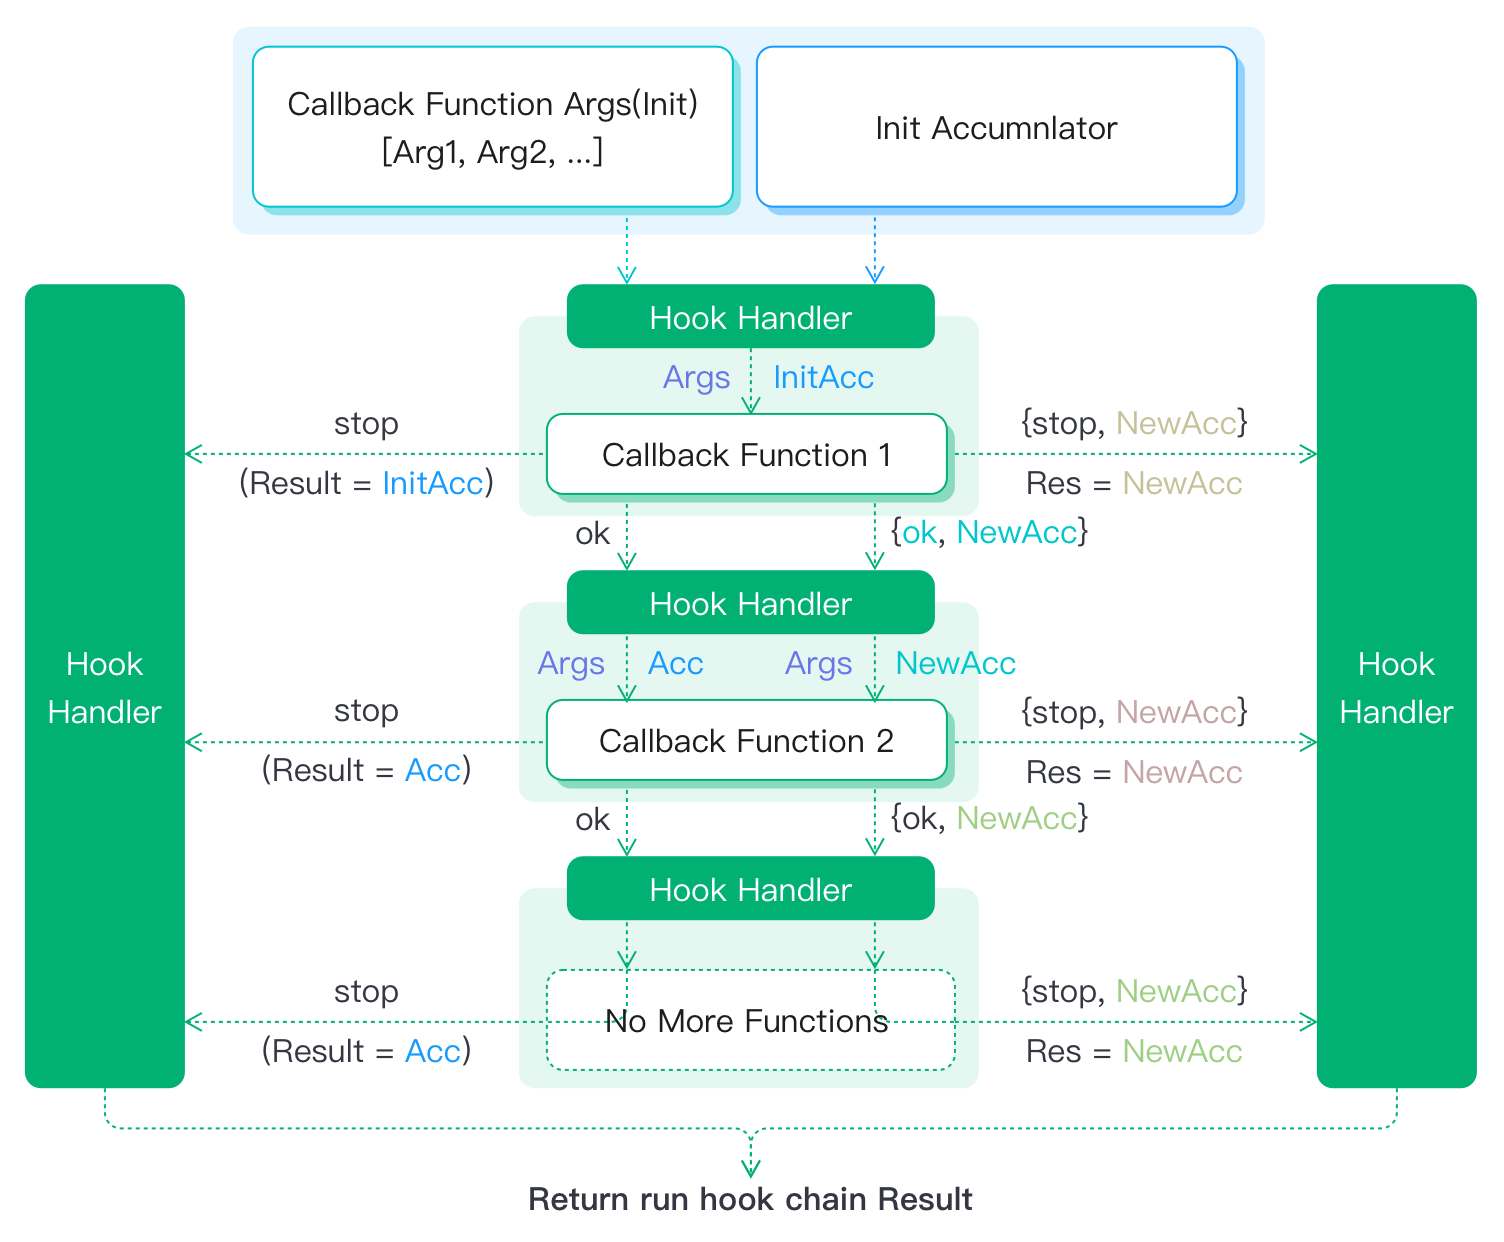 Callback Function Args(Init)
[Arg1, Arg2, ...]
Init Accumnlator
Hook Handler
Args InitAcc
stop
{stop, NewAcc}
Callback Function 1
(Result = InitAcc)
Res = NewAcc
ok
{ok, NewAcc}
Hook Handler
Args Acc Args NewAcc
Hook
Handler
Hook
Handler
stop
{stop, NewAcc}
Callback Function 2
(Result = Acc)
Res = NewAcc
ok
{ok, NewAcc}
Hook Handler
stop
{stop, NewAcc}
No More Functions
(Result = Acc)
Res = NewAcc
Return run hook chain Result